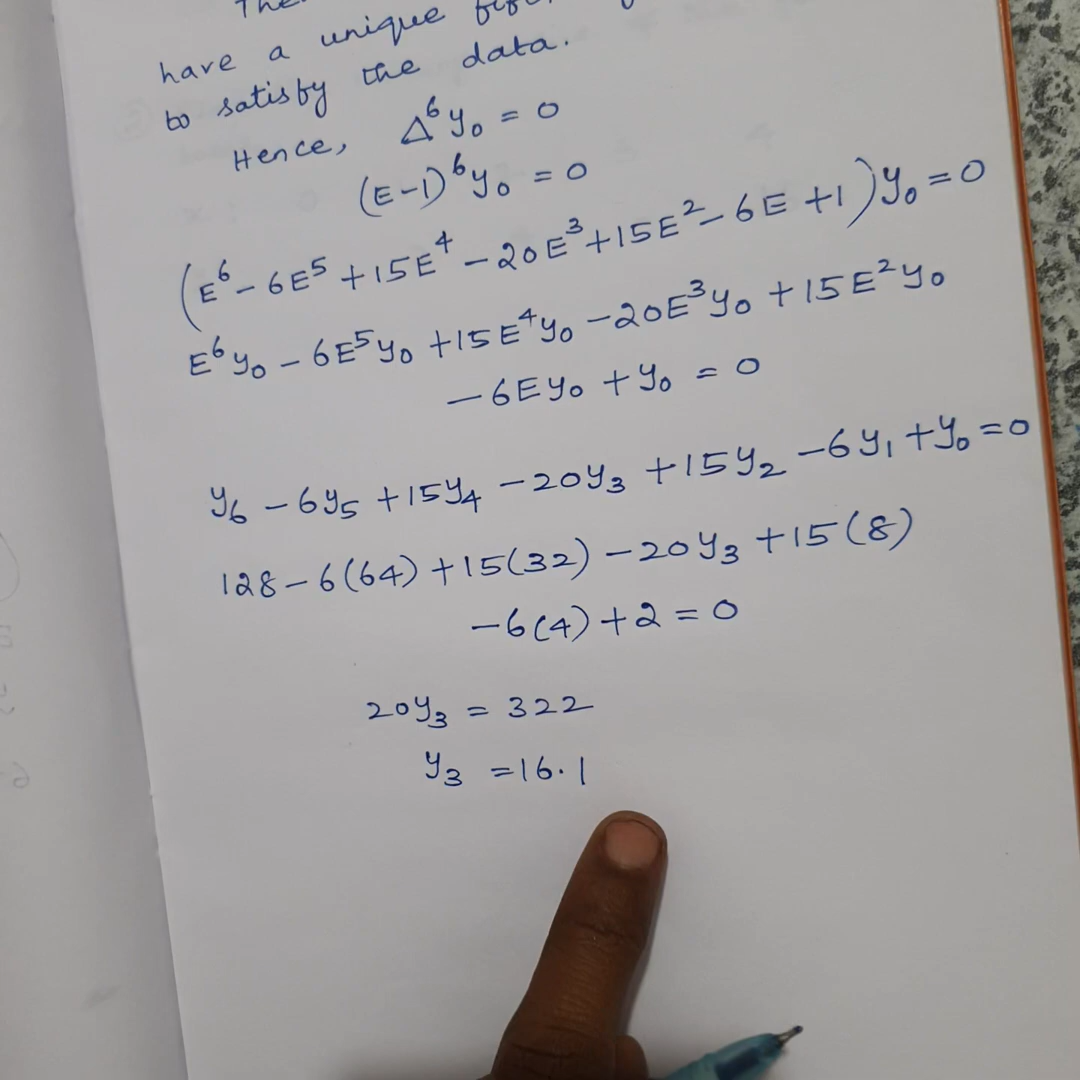 The
have a unique
to satisfy the data.
Hence, Δ⁶y₀ = 0
(E-1)⁶y₀ = 0
(E⁶ - 6E⁵ + 15E⁴ - 20E³ + 15E² - 6E + 1)y₀ = 0
E⁶y₀ - 6E⁵y₀ + 15E⁴y₀ - 20E³y₀ + 15E²y₀
- 6Ey₀ + y₀ = 0
y₆ - 6y₅ + 15y₄ - 20y₃ + 15y₂ - 6y₁ + y₀ = 0
128 - 6(64) + 15(32) - 20y₃ + 15(8)
- 6(4) + 2 = 0
20y₃ = 322
y₃ = 16.1